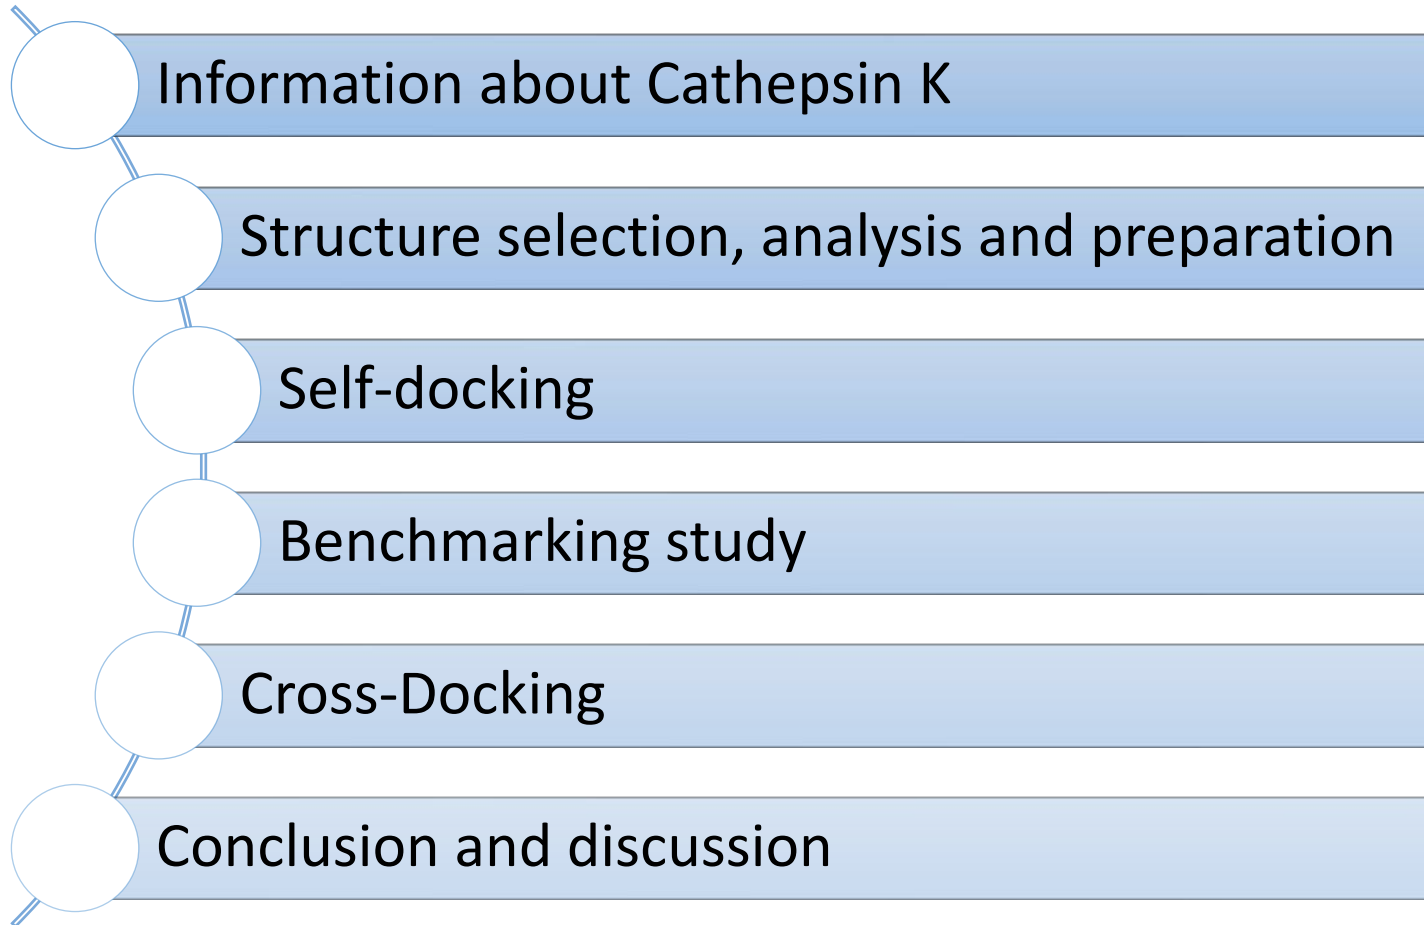 Information about Cathepsin K
Structure selection, analysis and preparation
Self-docking
Benchmarking study
Cross-Docking
Conclusion and discussion